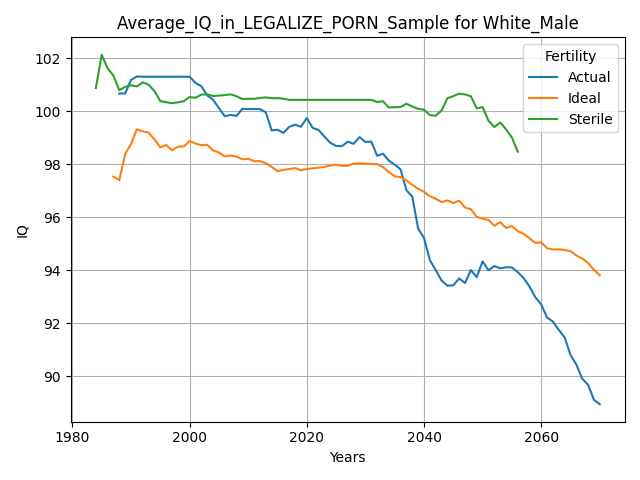 Average_IQ_in_LEGALIZE_PORN_Sample for White_Male
Fertility
Actual
Ideal
Sterile
IQ
102
100
98
96
94
92
90
1980
2000
2020
2040
2060
Years